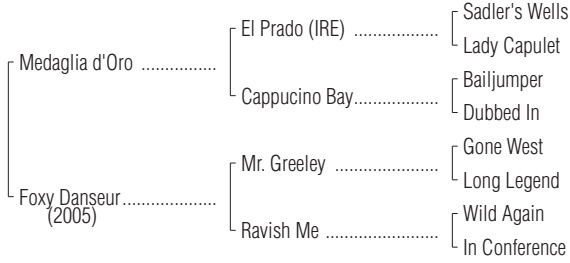 Sadler's Wells
El Prado (IRE) ..................
Lady Capulet
Medaglia d'Oro ................
Bailjumper
Cappucino Bay...................
Dubbed In
Gone West
Mr. Greeley ......................
Long Legend
Foxy Danseur....................
(2005)
Wild Again
Ravish Me ........................
In Conference